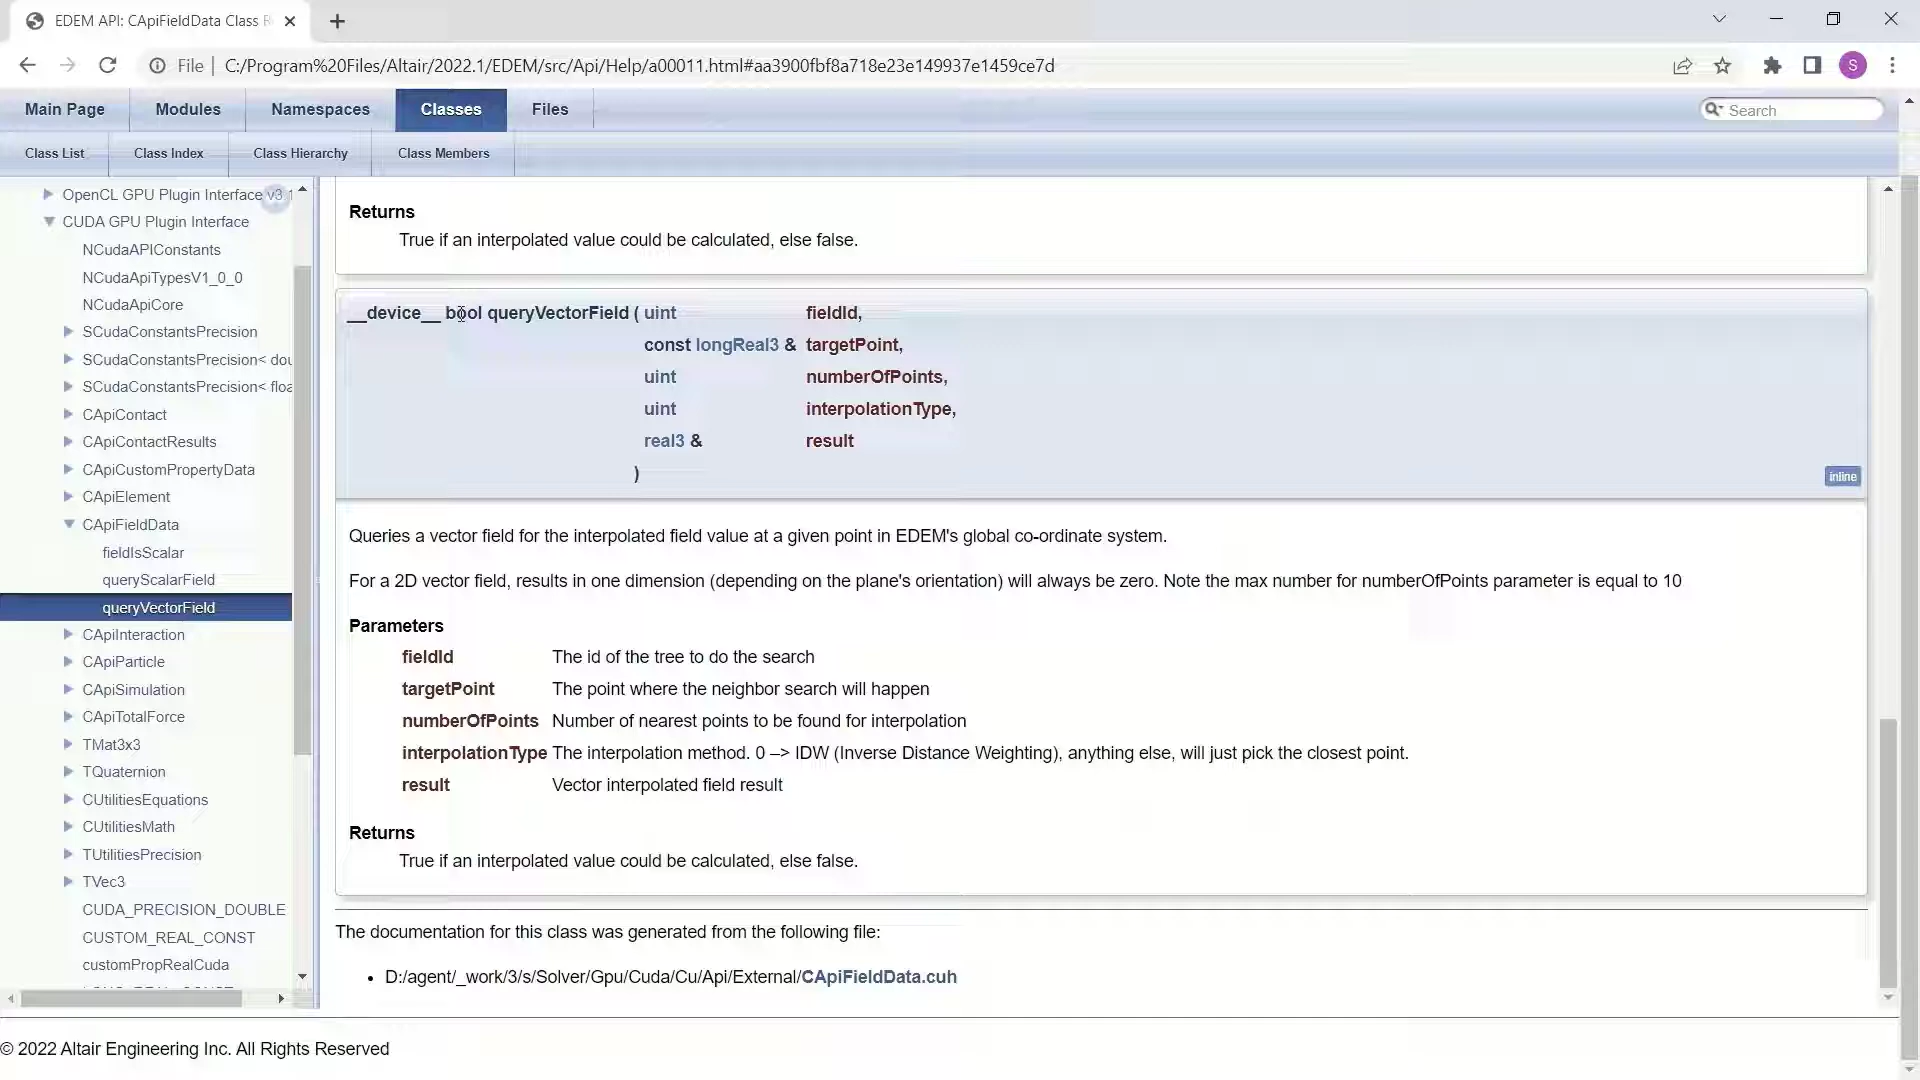 EDEM API: CApiFieldData Class R
File | C:/Program%20Files/Altair/2022.1/EDEM/src/Api/Help/a00011.html#aa3900fbf8a718e23e149937e1459ce7d
S
Main Page Modules Namespaces Classes Files
Search
Class List Class Index Class Hierarchy Class Members
OpenCL GPU Plugin Interface v3.1
CUDA GPU Plugin Interface
NCudaAPIConstants
NCudaApiTypesV1_0_0
NCudaApiCore
SCudaConstantsPrecision
SCudaConstantsPrecision< dou
SCudaConstantsPrecision< floa
CApiContact
CApiContactResults
CApiCustomPropertyData
CApiElement
CApiFieldData
fieldIsScalar
queryScalarField
queryVectorField
CApiInteraction
CApiParticle
CApiSimulation
CApiTotalForce
TMat3x3
TQuaternion
CUtilitiesEquations
CUtilitiesMath
TUtilitiesPrecision
TVec3
CUDA_PRECISION_DOUBLE
CUSTOM_REAL_CONST
customPropRealCuda
Returns
True if an interpolated value could be calculated, else false.
__device__ bool queryVectorField ( uint fieldId,
const longReal3 & targetPoint,
uint numberOfPoints,
uint interpolationType,
real3 & result
)
inline
Queries a vector field for the interpolated field value at a given point in EDEM's global co-ordinate system.
For a 2D vector field, results in one dimension (depending on the plane's orientation) will always be zero. Note the max number for numberOfPoints parameter is equal to 10
Parameters
fieldId The id of the tree to do the search
targetPoint The point where the neighbor search will happen
numberOfPoints Number of nearest points to be found for interpolation
interpolationType The interpolation method. 0 –> IDW (Inverse Distance Weighting), anything else, will just pick the closest point.
result Vector interpolated field result
Returns
True if an interpolated value could be calculated, else false.
The documentation for this class was generated from the following file:
• D:/agent/_work/3/s/Solver/Gpu/Cuda/Cu/Api/External/CApiFieldData.cuh
© 2022 Altair Engineering Inc. All Rights Reserved